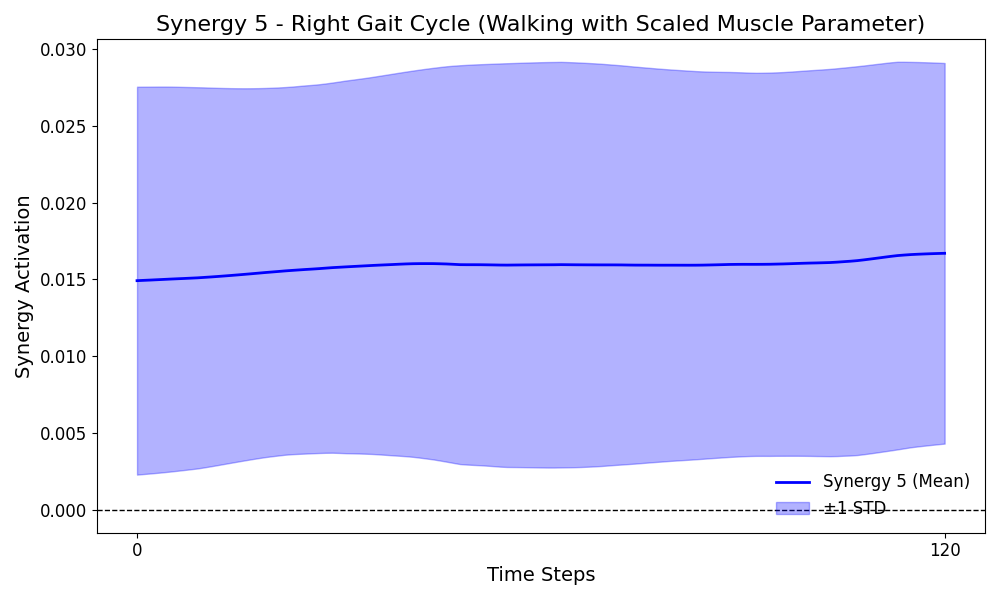 Synergy 5 - Right Gait Cycle (Walking with Scaled Muscle Parameter)
0.030
0.025
0.020
0.015
0.010
0.005
0.000
Synergy Activation
Synergy 5 (Mean)
±1 STD
0
120
Time Steps